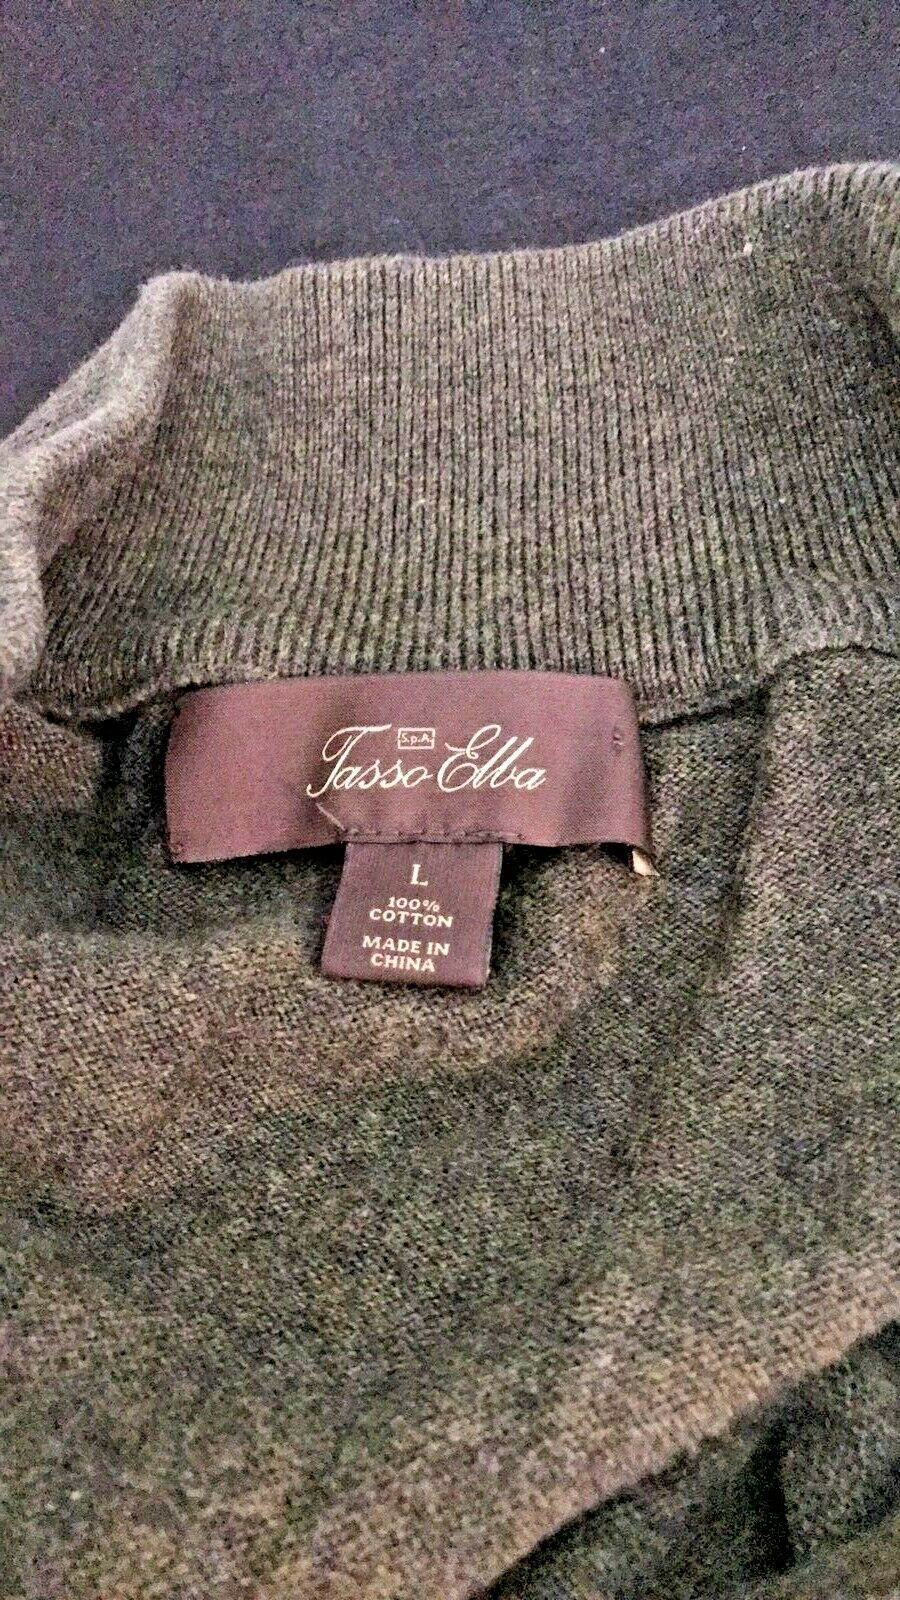 S.p.A.
Tasso Elba
L
100%
COTTON
MADE IN
CHINA